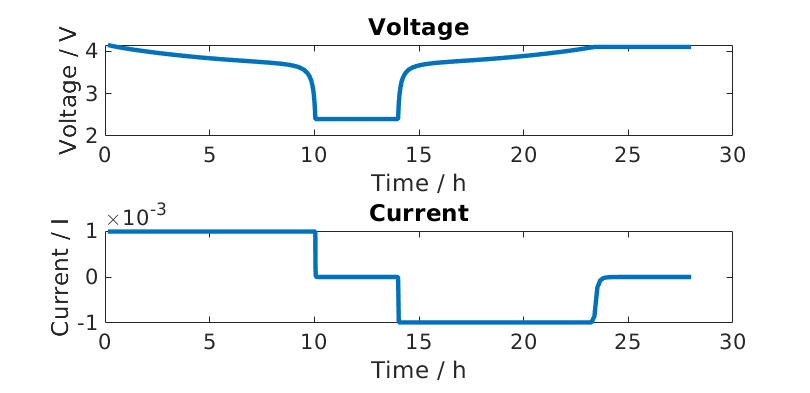 Voltage
Voltage / V
4
3
2
0 5 10 15 20 25 30
Time / h
×10-3
Current
Current / I
1
0
-1
0 5 10 15 20 25 30
Time / h